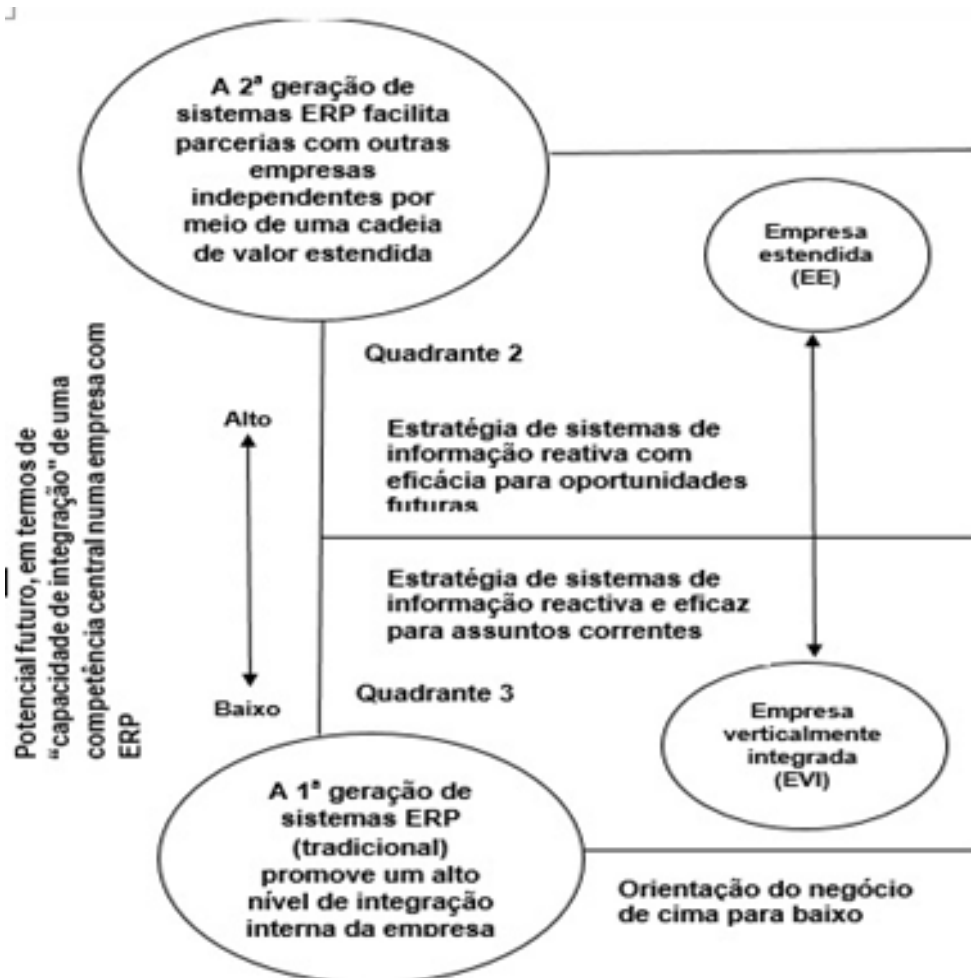 A 2ª geração de
sistemas ERP facilita
parcerias com outras
empresas
independentes por
meio de uma cadeia
de valor estendida
Empresa
estendida
(EE)
Quadrante 2
Potencial futuro, em termos de
“capacidade de integração" de uma
competência central numa empresa com
ERP
Alto
Estratégia de sistemas de
informação reativa com
eficácia para oportunidades
futuras
Estratégia de sistemas de
informação reactiva e eficaz
para assuntos correntes
Baixo
Quadrante 3
Empresa
verticalmente
integrada
(EVI)
A 1ª geração de
sistemas ERP
(tradicional)
promove um alto
nível de integração
interna da empresa
Orientação do negócio
de cima para baixo